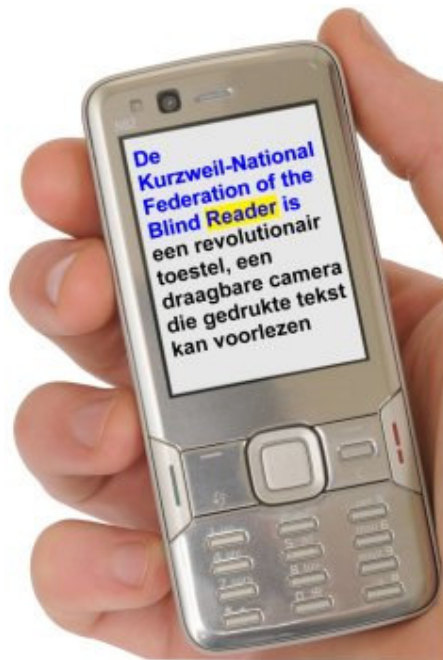 De
Kurzweil-National
Federation of the
Blind Reader is
een revolutionair
toestel, een
draagbare camera
die gedrukte tekst
kan voorlezen